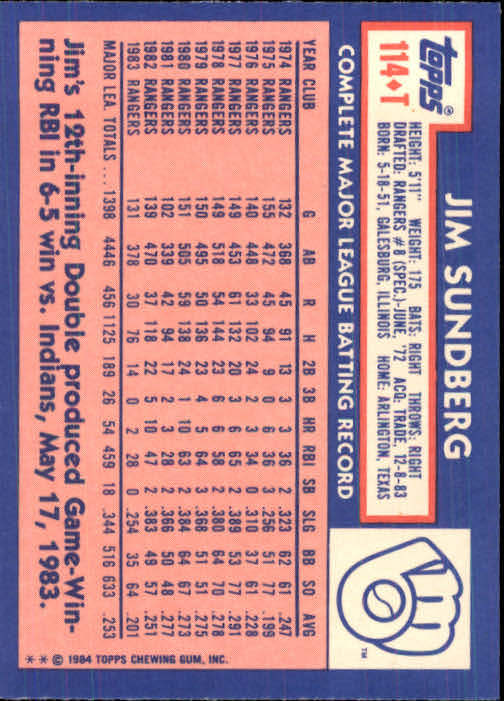 topps®
114♦T
JIM SUNDBERG
HEIGHT: 5'11" WEIGHT: 175 BATS: RIGHT THROWS: RIGHT
DRAFTED: RANGERS #8 (SPEC.)-JUNE, '72 ACQ: TRADE, 12-8-83
BORN: 5-18-51, GALESBURG, ILLINOIS HOME: ARLINGTON, TEXAS
COMPLETE MAJOR LEAGUE BATTING RECORD
YEAR CLUB G AB R H 2B 3B HR RBI SB SLG BB SO AVG
1974 RANGERS 132 368 45 91 13 3 3 36 2 .323 62 61 .247
1975 RANGERS 155 472 45 94 9 0 6 36 3 .256 51 77 .199
1976 RANGERS 140 448 33 102 24 2 3 34 0 .310 37 61 .228
1977 RANGERS 149 453 61 132 20 3 6 65 2 .389 53 77 .291
1978 RANGERS 149 518 54 144 23 6 6 58 2 .380 64 70 .278
1979 RANGERS 150 495 50 136 23 4 5 64 3 .368 51 51 .275
1980 RANGERS 151 505 59 138 24 1 10 63 2 .384 64 67 .273
1981 RANGERS 102 339 42 94 17 2 3 28 2 .366 50 48 .277
1982 RANGERS 139 470 37 118 22 5 10 47 2 .383 49 57 .251
1983 RANGERS 131 378 30 76 14 0 2 28 0 .254 35 64 .201
MAJOR LEA. TOTALS ... 1398 4446 456 1125 189 26 54 459 18 .344 516 633 .253
Jim's 12th-inning Double produced Game-Win-
ning RBI in 6-5 win vs. Indians, May 17, 1983.
**© 1984 TOPPS CHEWING GUM, INC.
TM